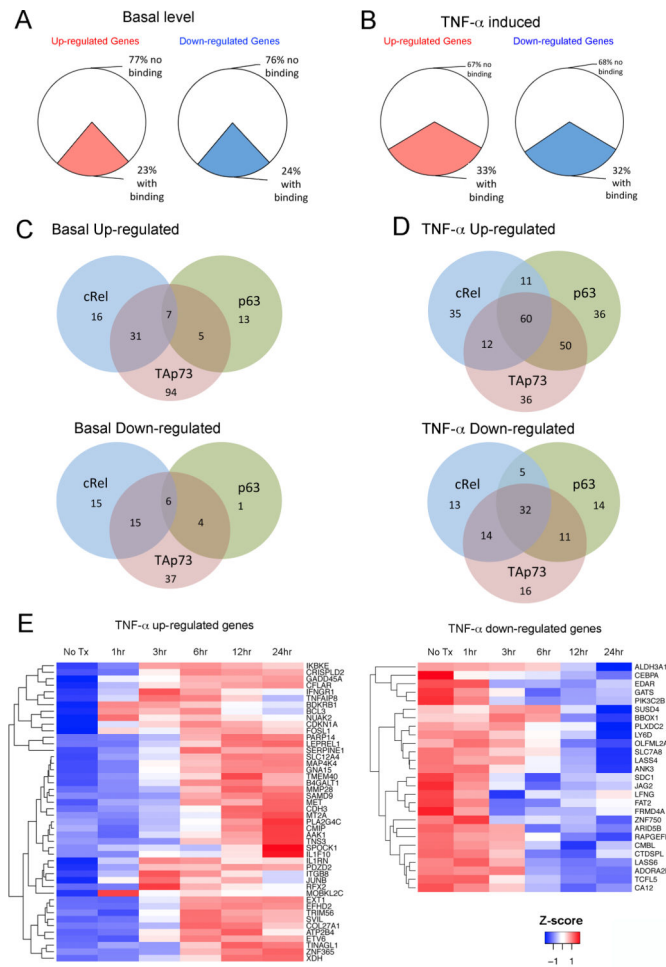 A
Basal level
Up-regulated Genes
Down-regulated Genes
77% no binding
76% no binding
23% with binding
24% with binding
B
TNF-α induced
Up-regulated Genes
Down-regulated Genes
67% no binding
68% no binding
33% with binding
32% with binding
C
Basal Up-regulated
cRel
16
7
p63
13
31
5
TAp73
94
Basal Down-regulated
cRel
15
6
p63
1
15
4
TAp73
37
D
TNF-α Up-regulated
11
cRel
35
p63
36
60
12
50
TAp73
36
TNF-α Down-regulated
5
cRel
13
p63
14
32
14
11
TAp73
16
E
TNF-α up-regulated genes
No Tx 1hr 3hr 6hr 12hr 24hr
IKBKE
CRISPLD2
GADD45A
CFLAR
IFNGR1
TNFAIP8
BDKRB1
BCL3
NUAK2
CDKN1A
FOSL1
PARP14
LEPREL1
SERPINE1
SLC12A4
MAP4K4
GNA15
TMEM40
B4GALT1
MMP28
SAMD9
MET
CDH3
MT2A
PLA2G4C
CMIP
AAK1
TNS3
SPOCK1
IL1F10
IL1RN
PDZD2
ITGB8
JUNB
RFX2
MOBKL2C
EXT1
EFHD2
TRIM56
SVIL
COL27A1
ATP2B4
ETV6
TINAGL1
ZNF365
XDH
TNF-α down-regulated genes
No Tx 1hr 3hr 6hr 12hr 24hr
ALDH3A1
CEBPA
EDAR
GATS
PIK3C2B
SUSD4
BBOX1
PLXDC2
LY6D
OLFML2A
SLC7A8
LASS4
ANK3
SDC1
JAG2
LFNG
FAT2
FRMD4A
ZNF750
ARID5B
RAPGEF
CMBL
CTDSPL
LASS6
ADORA2
TCFL5
CA12
Z-score
−1 1